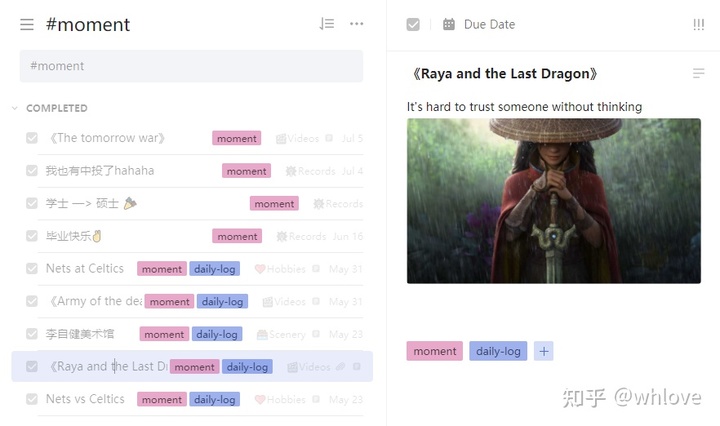 #moment
#moment
COMPLETED
《The tomorrow war》 moment Videos Jul 5
我也有中投了hahaha moment Records Jul 4
学士 —> 硕士 🎉 moment Records
毕业快乐✌ moment Records Jun 16
Nets at Celtics moment daily-log Hobbies May 31
《Army of the dea moment daily-log Videos May 31
李自健美术馆 moment daily-log Scenery May 23
《Raya and the Last Dr moment daily-log Videos
Nets vs Celtics moment daily-log Hobbies May 23
Due Date
!!!
《Raya and the Last Dragon》
It's hard to trust someone without thinking
moment daily-log +
知乎 @whlove